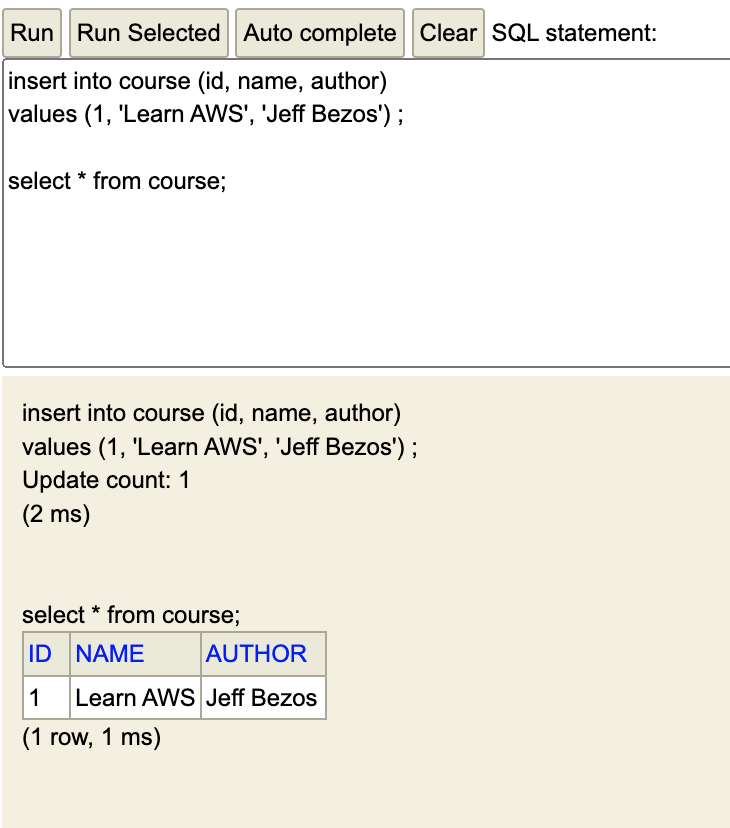 Run Run Selected Auto complete Clear SQL statement:
insert into course (id, name, author)
values (1, 'Learn AWS', 'Jeff Bezos') ;
select * from course;
insert into course (id, name, author)
values (1, 'Learn AWS', 'Jeff Bezos') ;
Update count: 1
(2 ms)
select * from course;
ID NAME AUTHOR
1 Learn AWS Jeff Bezos
(1 row, 1 ms)